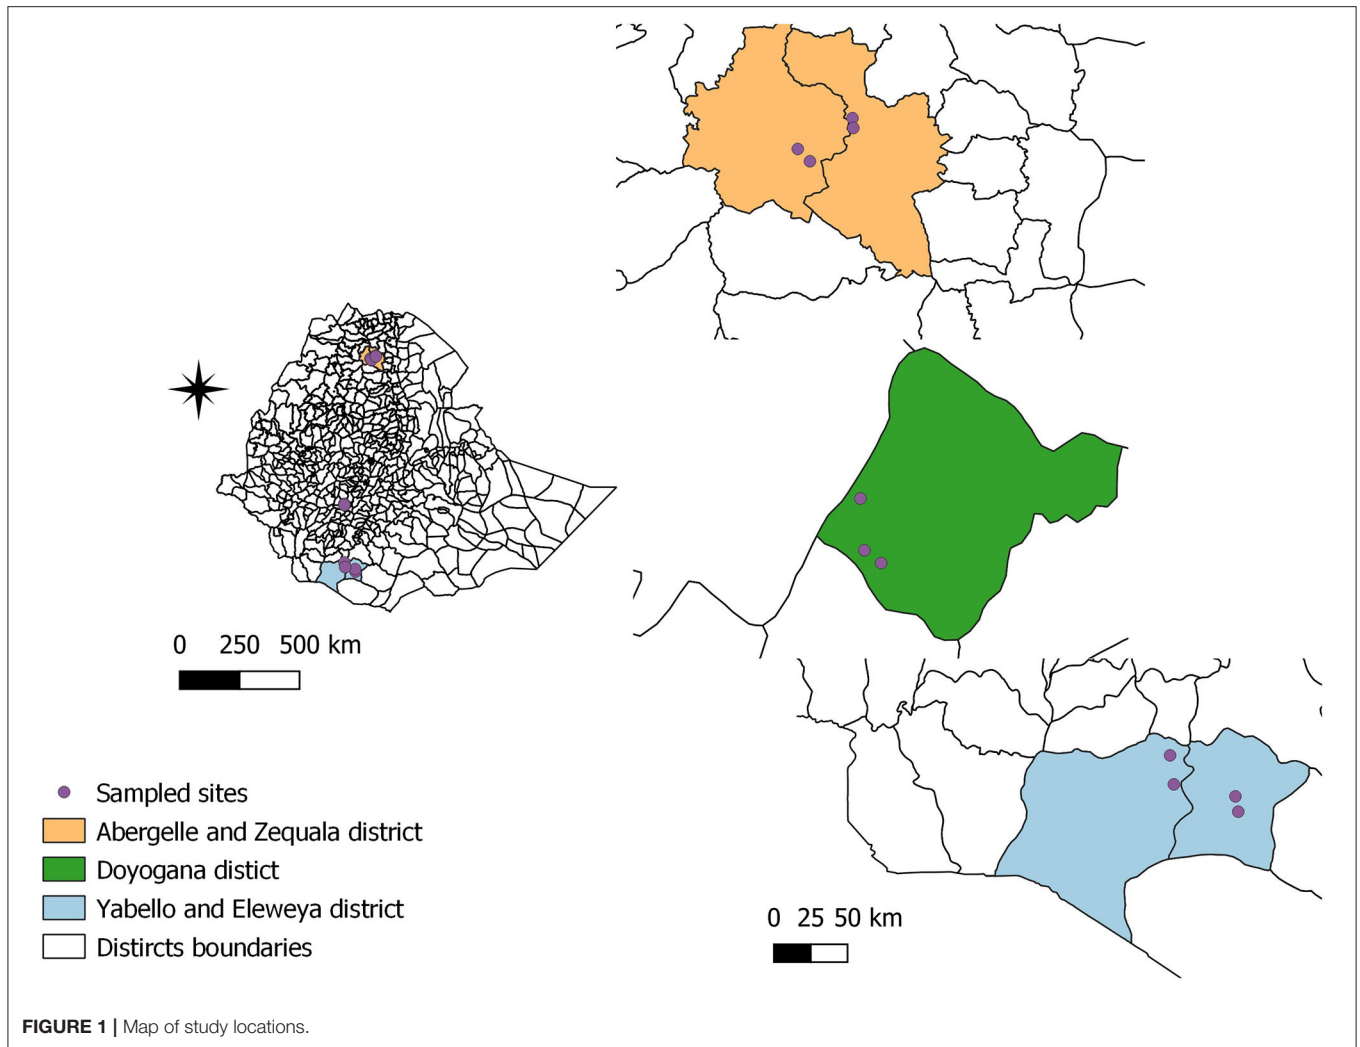 0 250 500 km
Sampled sites
Abergelle and Zequala district
Doyogana distict
Yabello and Eleweya district
Distircts boundaries
0 25 50 km
FIGURE 1 | Map of study locations.